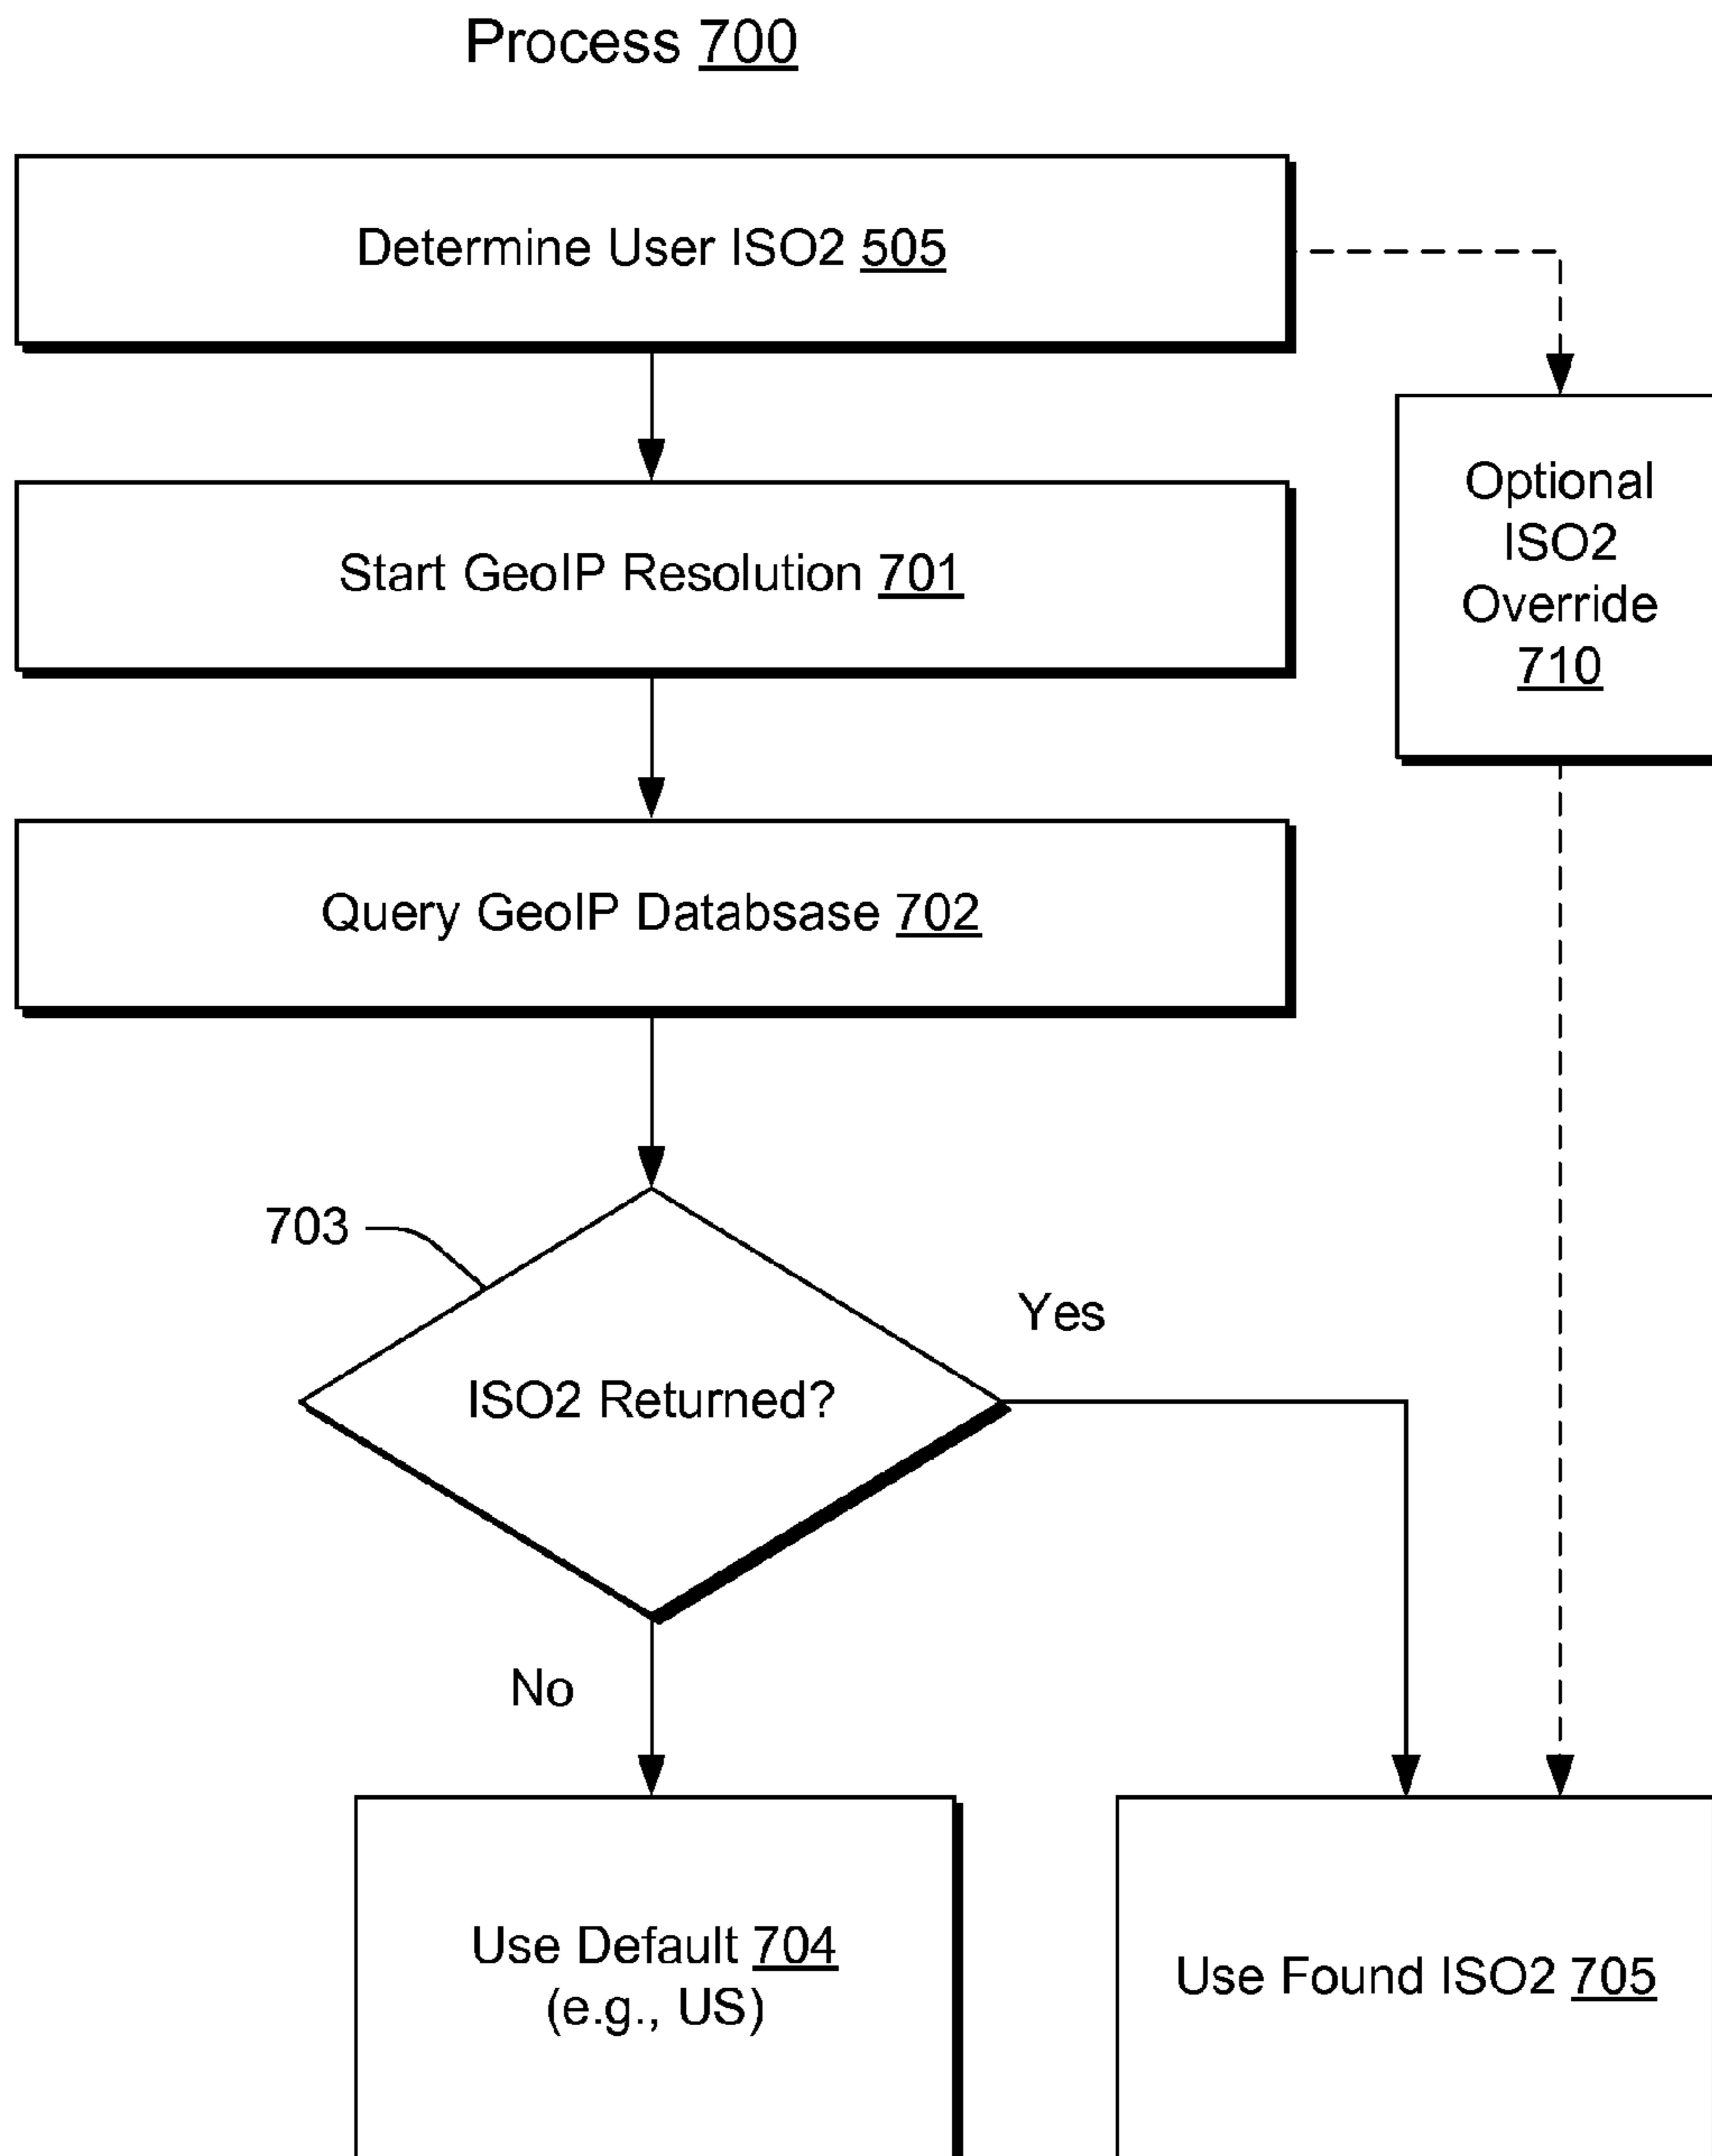 Process 700
Determine User ISO2 505
Optional
ISO2
Override
710
Start GeoIP Resolution 701
Query GeoIP Databsase 702
703
Yes
ISO2 Returned?
No
Use Default 704
(e.g., US)
Use Found ISO2 705